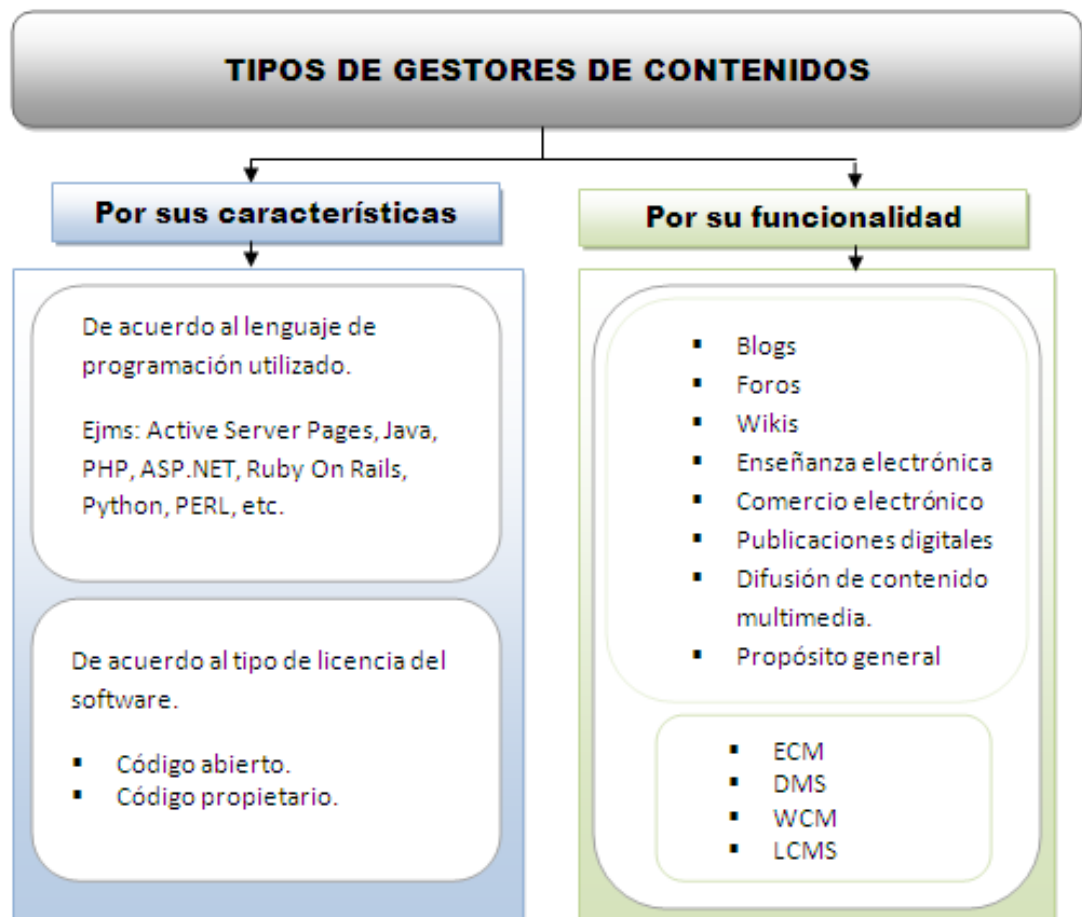 TIPOS DE GESTORES DE CONTENIDOS
Por sus características
De acuerdo al lenguaje de
programación utilizado.
Ejms: Active Server Pages, Java,
PHP, ASP.NET, Ruby On Rails,
Python, PERL, etc.
De acuerdo al tipo de licencia del
software.
▪ Código abierto.
▪ Código propietario.
Por su funcionalidad
▪ Blogs
▪ Foros
▪ Wikis
▪ Enseñanza electrónica
▪ Comercio electrónico
▪ Publicaciones digitales
▪ Difusión de contenido
multimedia.
▪ Propósito general
▪ ECM
▪ DMS
▪ WCM
▪ LCMS